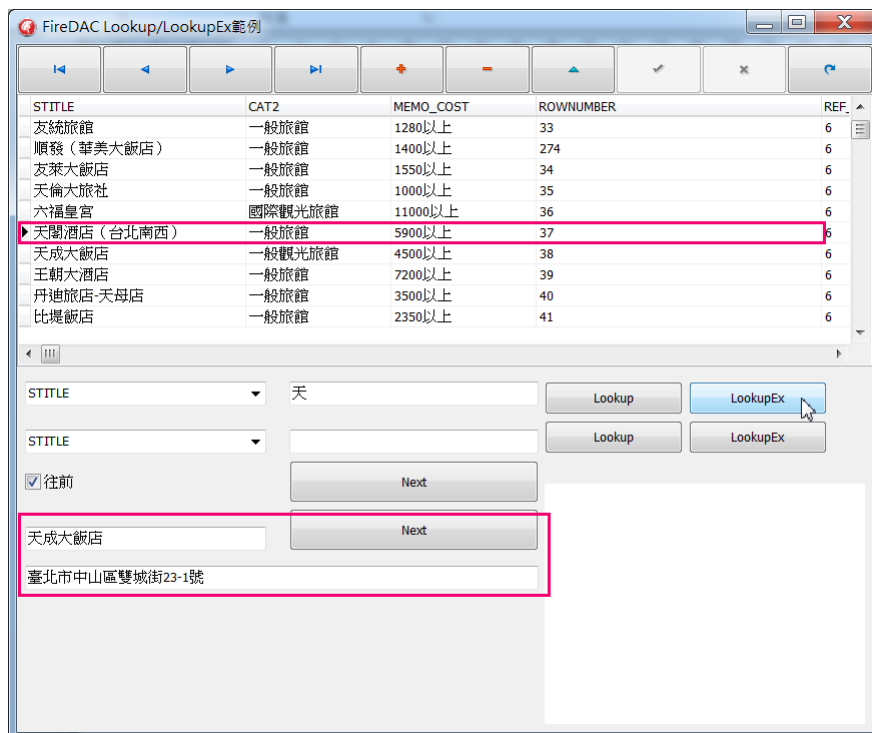 FireDAC Lookup/LookupEx範例
STITLE CAT2 MEMO_COST ROWNUMBER REF_
友統旅館 一般旅館 1280以上 33 6
順發（華美大飯店） 一般旅館 1400以上 274 6
友萊大飯店 一般旅館 1550以上 34 6
天倫大旅社 一般旅館 1000以上 35 6
六福皇宮 國際觀光旅館 11000以上 36 6
天閣酒店（台北南西） 一般旅館 5900以上 37 6
天成大飯店 一般觀光旅館 4500以上 38 6
王朝大酒店 一般旅館 7200以上 39 6
丹迪旅店-天母店 一般旅館 3500以上 40 6
比堤飯店 一般旅館 2350以上 41 6
STITLE 天 Lookup LookupEx
STITLE Lookup LookupEx
往前 Next
天成大飯店 Next
臺北市中山區雙城街23-1號